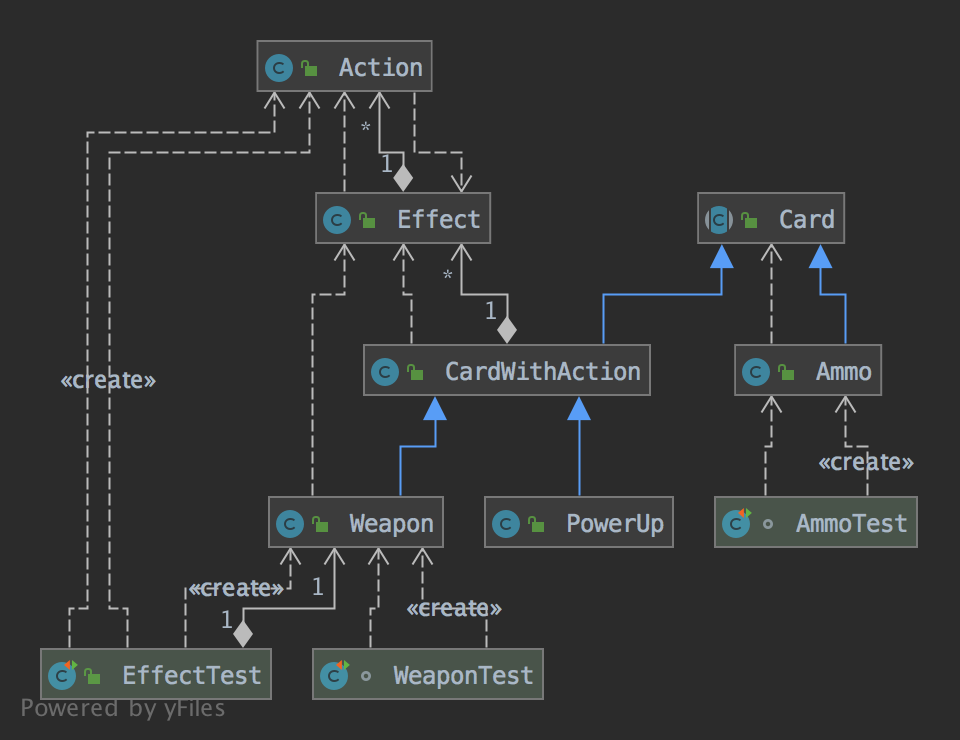 Action
*
1
Effect
Card
*
1
CardWithAction
Ammo
«create»
«create»
Weapon
PowerUp
AmmoTest
«create»
1
«create»
1
EffectTest
WeaponTest
Powered by yFiles